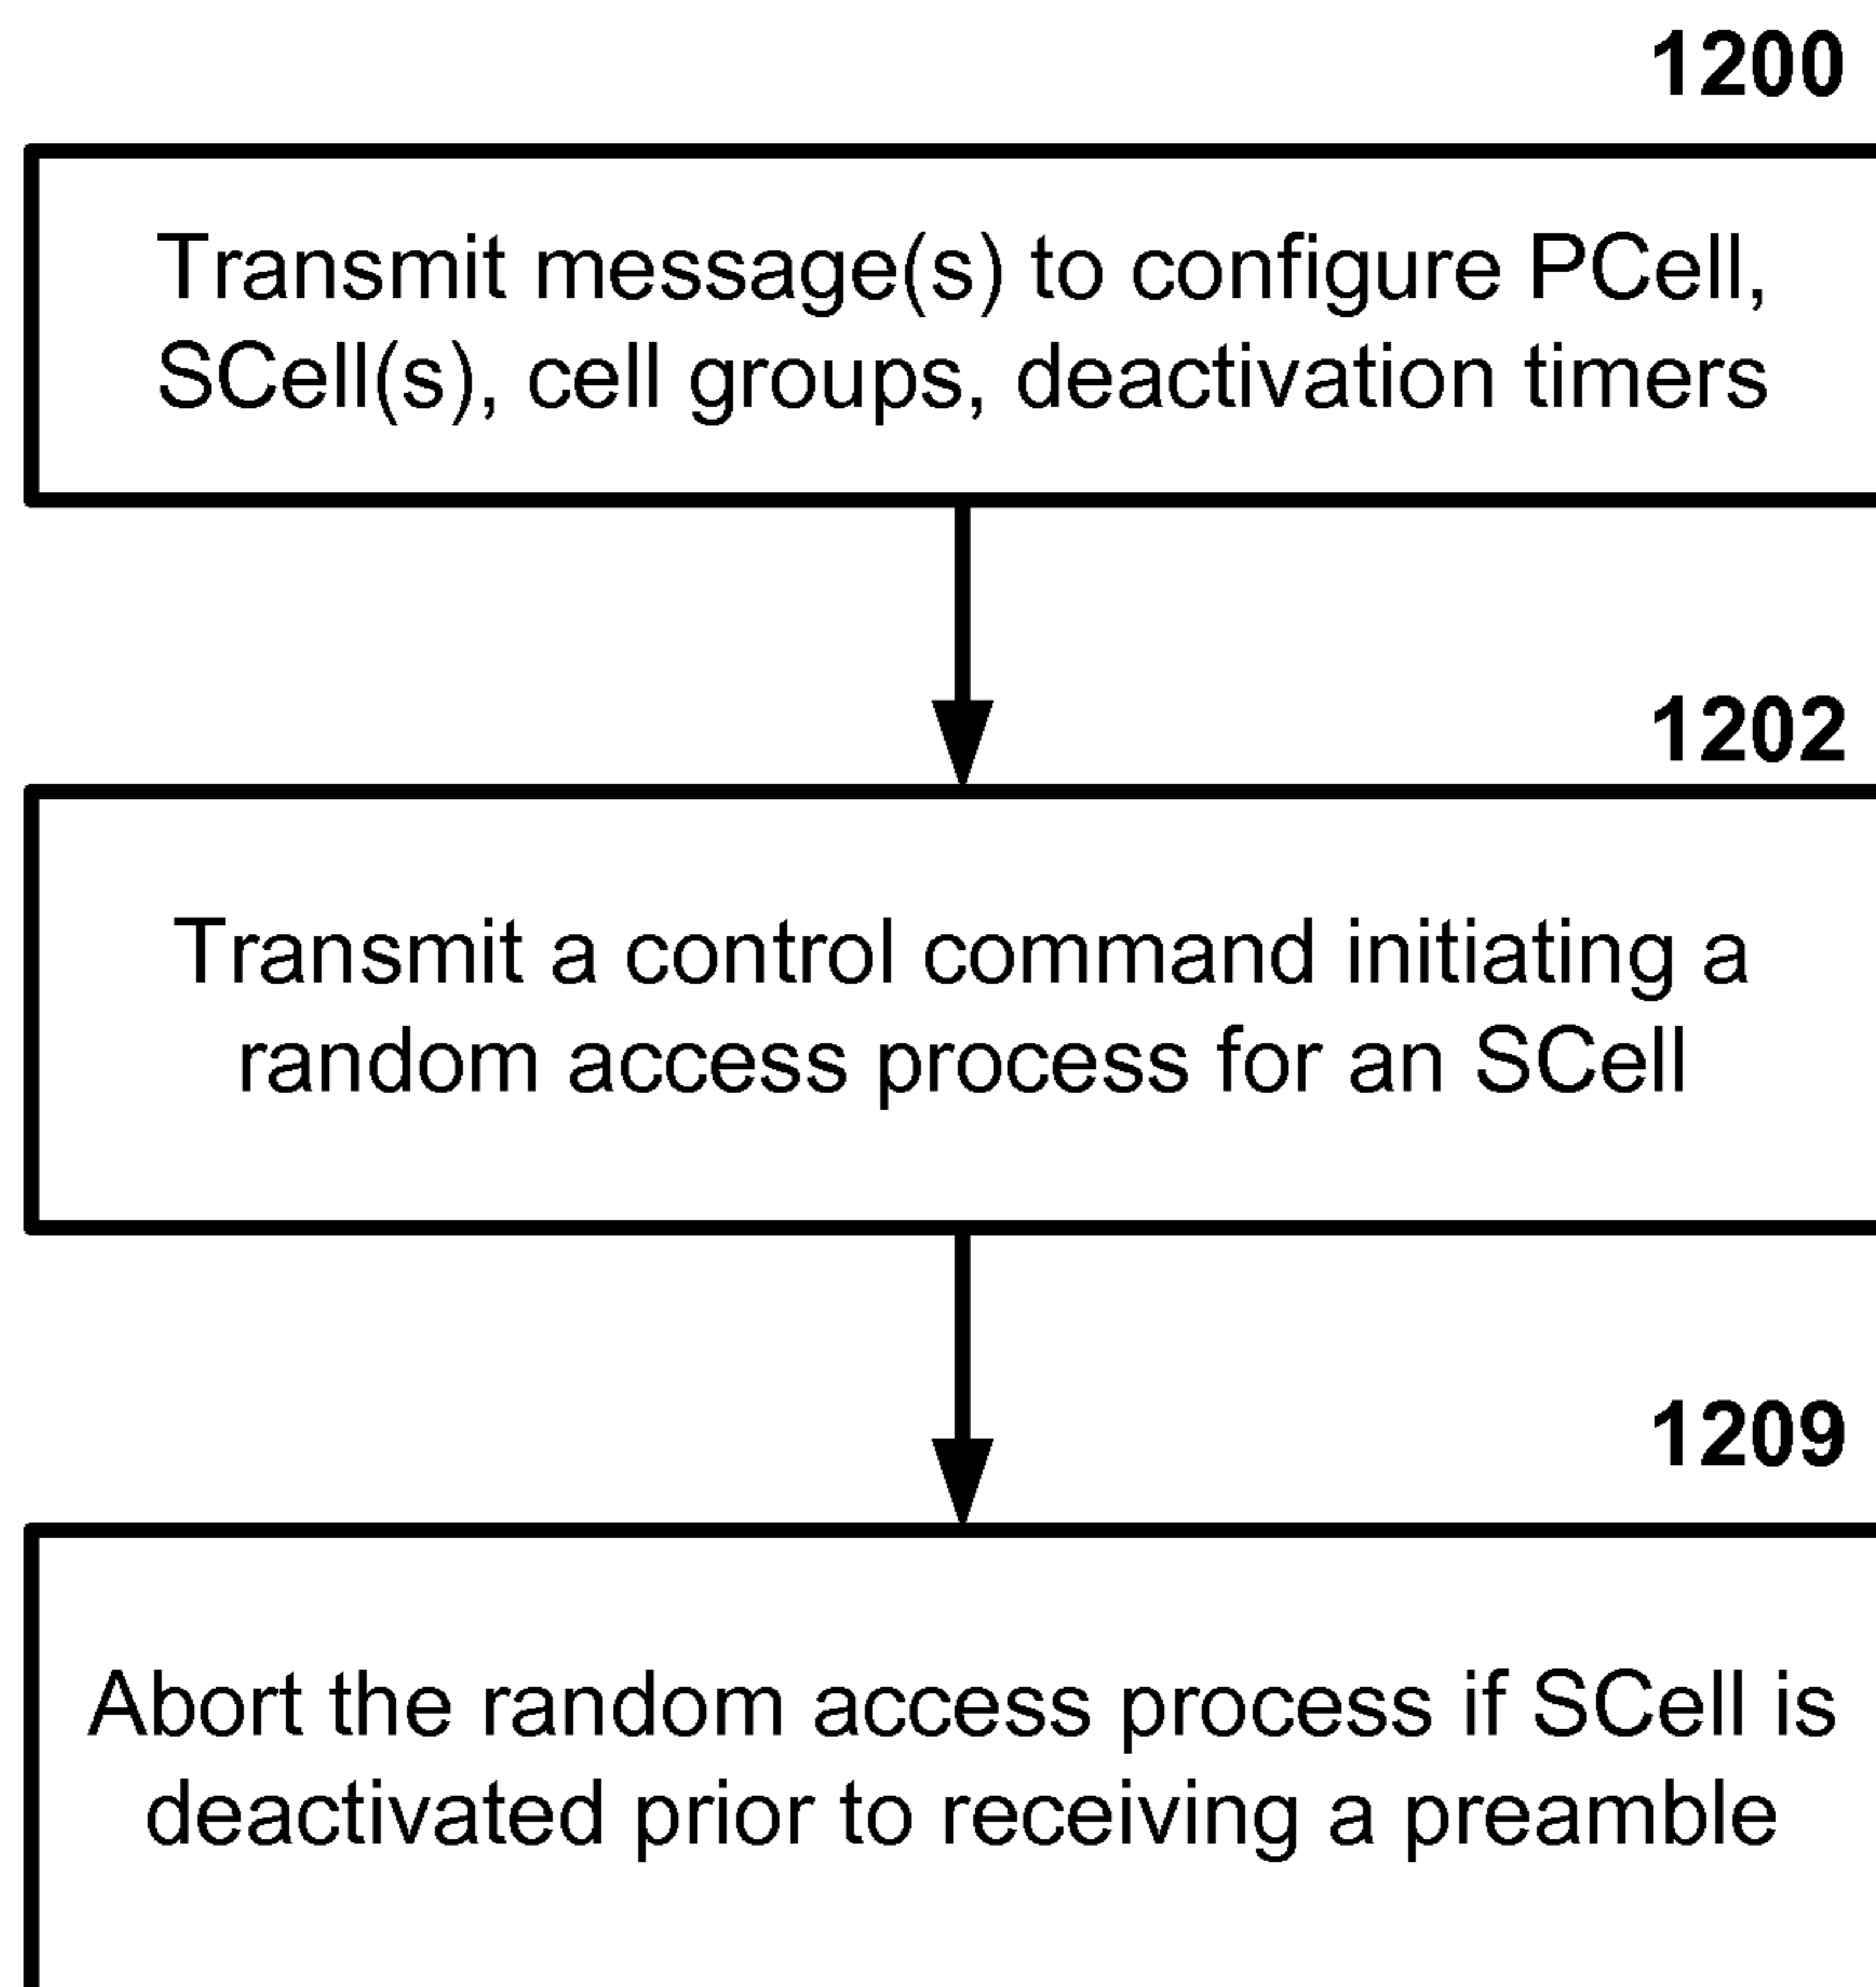 1200
Transmit message(s) to configure PCell,
SCell(s), cell groups, deactivation timers
1202
Transmit a control command initiating a
random access process for an SCell
1209
Abort the random access process if SCell is
deactivated prior to receiving a preamble